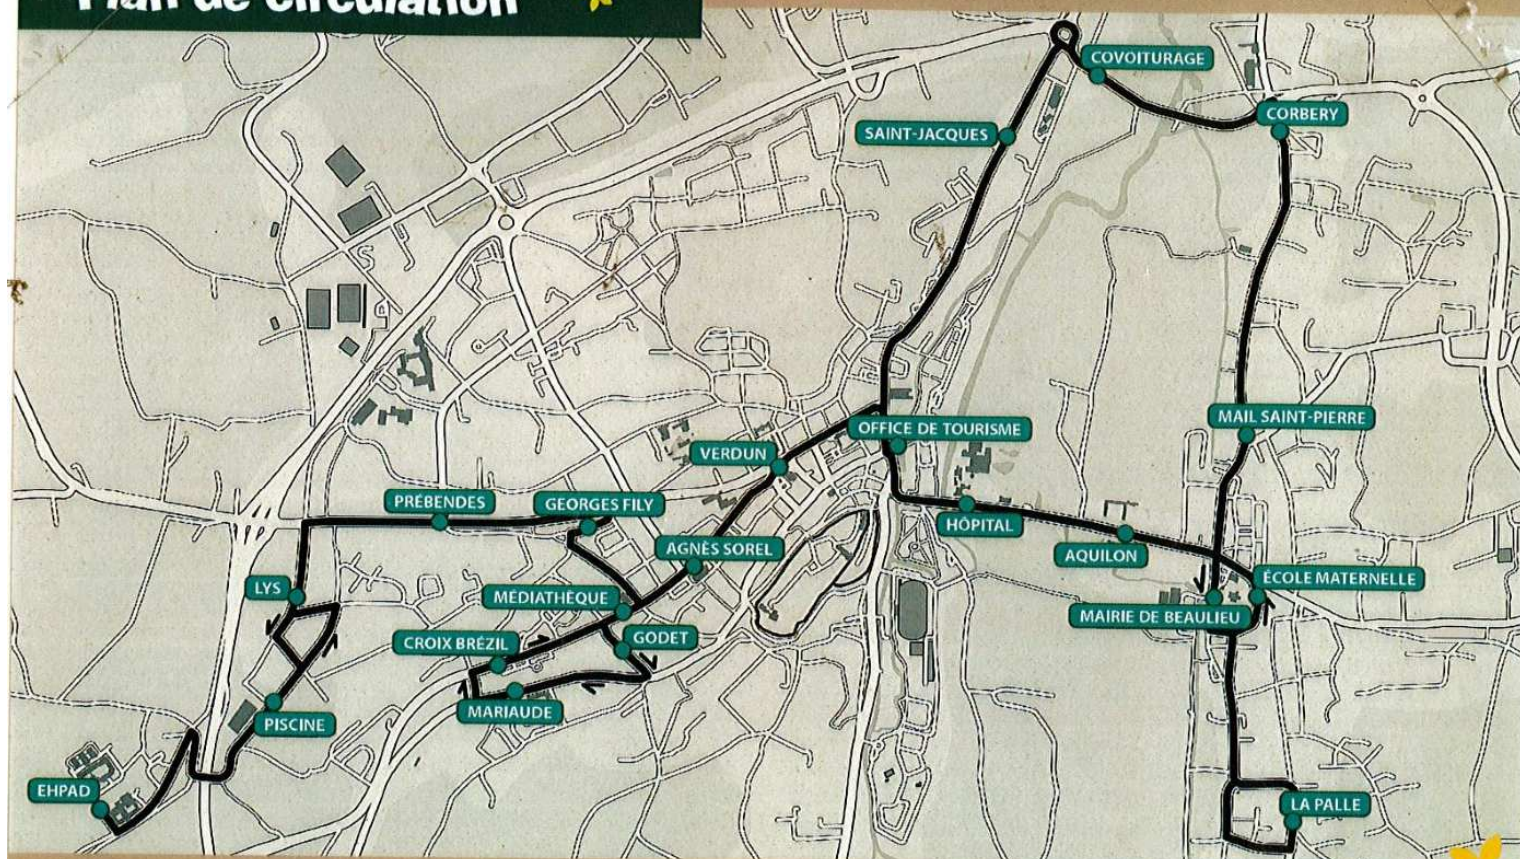 Plan de circulation
COVOITURAGE
CORBERY
SAINT-JACQUES
MAIL SAINT-PIERRE
OFFICE DE TOURISME
VERDUN
PRÉBENDES
GEORGES FILY
HÔPITAL
AGNÈS SOREL
AQUILON
ÉCOLE MATERNELLE
LYS
MÉDIATHÈQUE
MAIRIE DE BEAULIEU
CROIX BRÉZIL
GODET
MARIAUDE
PISCINE
EHPAD
LA PALLE